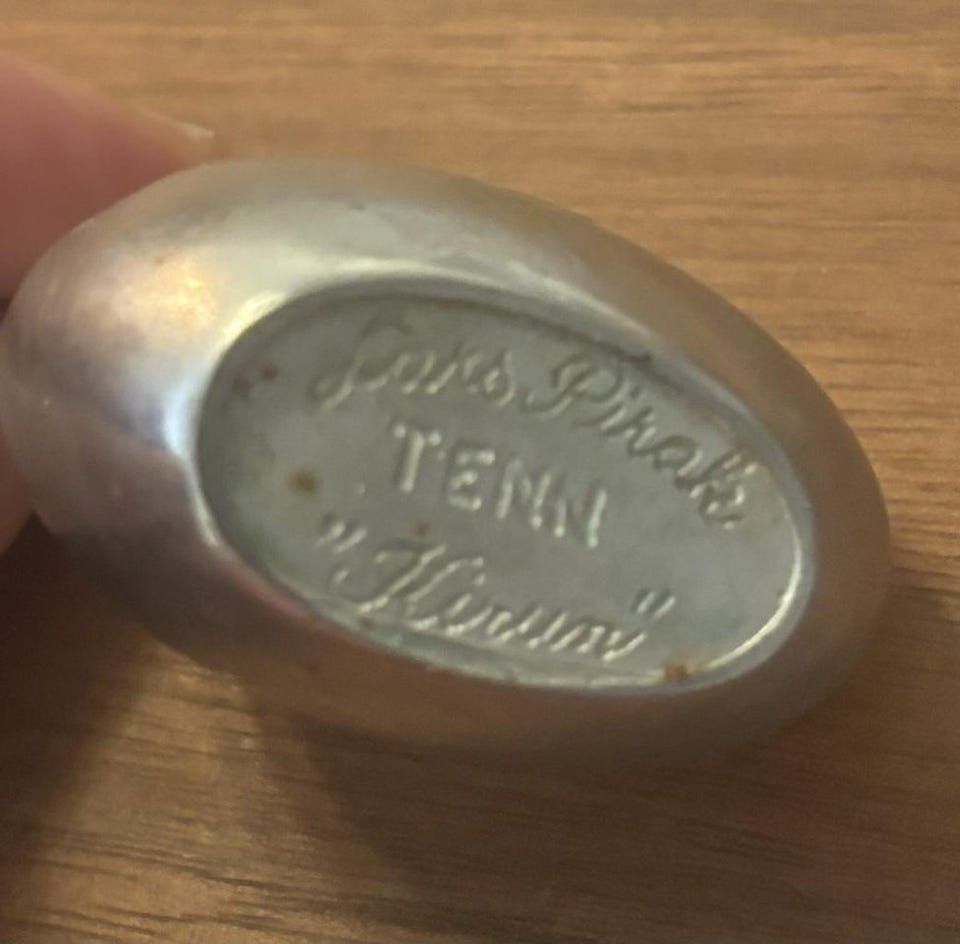 Lars Pirak
TENN
"Kiruna"